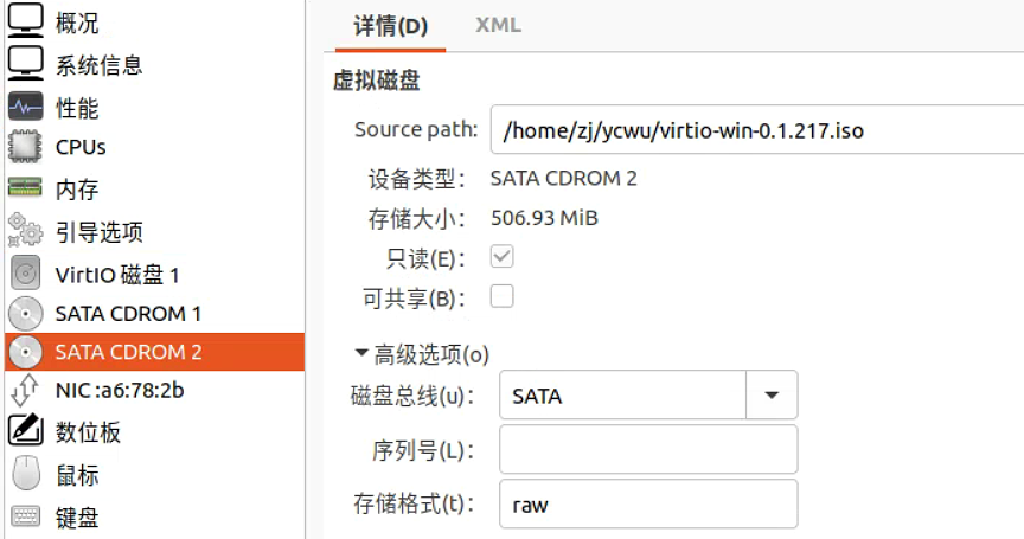 概况
系统信息
性能
CPUs
内存
引导选项
VirtIO 磁盘 1
SATA CDROM 1
SATA CDROM 2
NIC :a6:78:2b
数位板
鼠标
键盘
详情(D) XML
虚拟磁盘
Source path: /home/zj/ycwu/virtio-win-0.1.217.iso
设备类型: SATA CDROM 2
存储大小: 506.93 MiB
只读(E):
可共享(B):
高级选项(o)
磁盘总线(u): SATA
序列号(L):
存储格式(t): raw